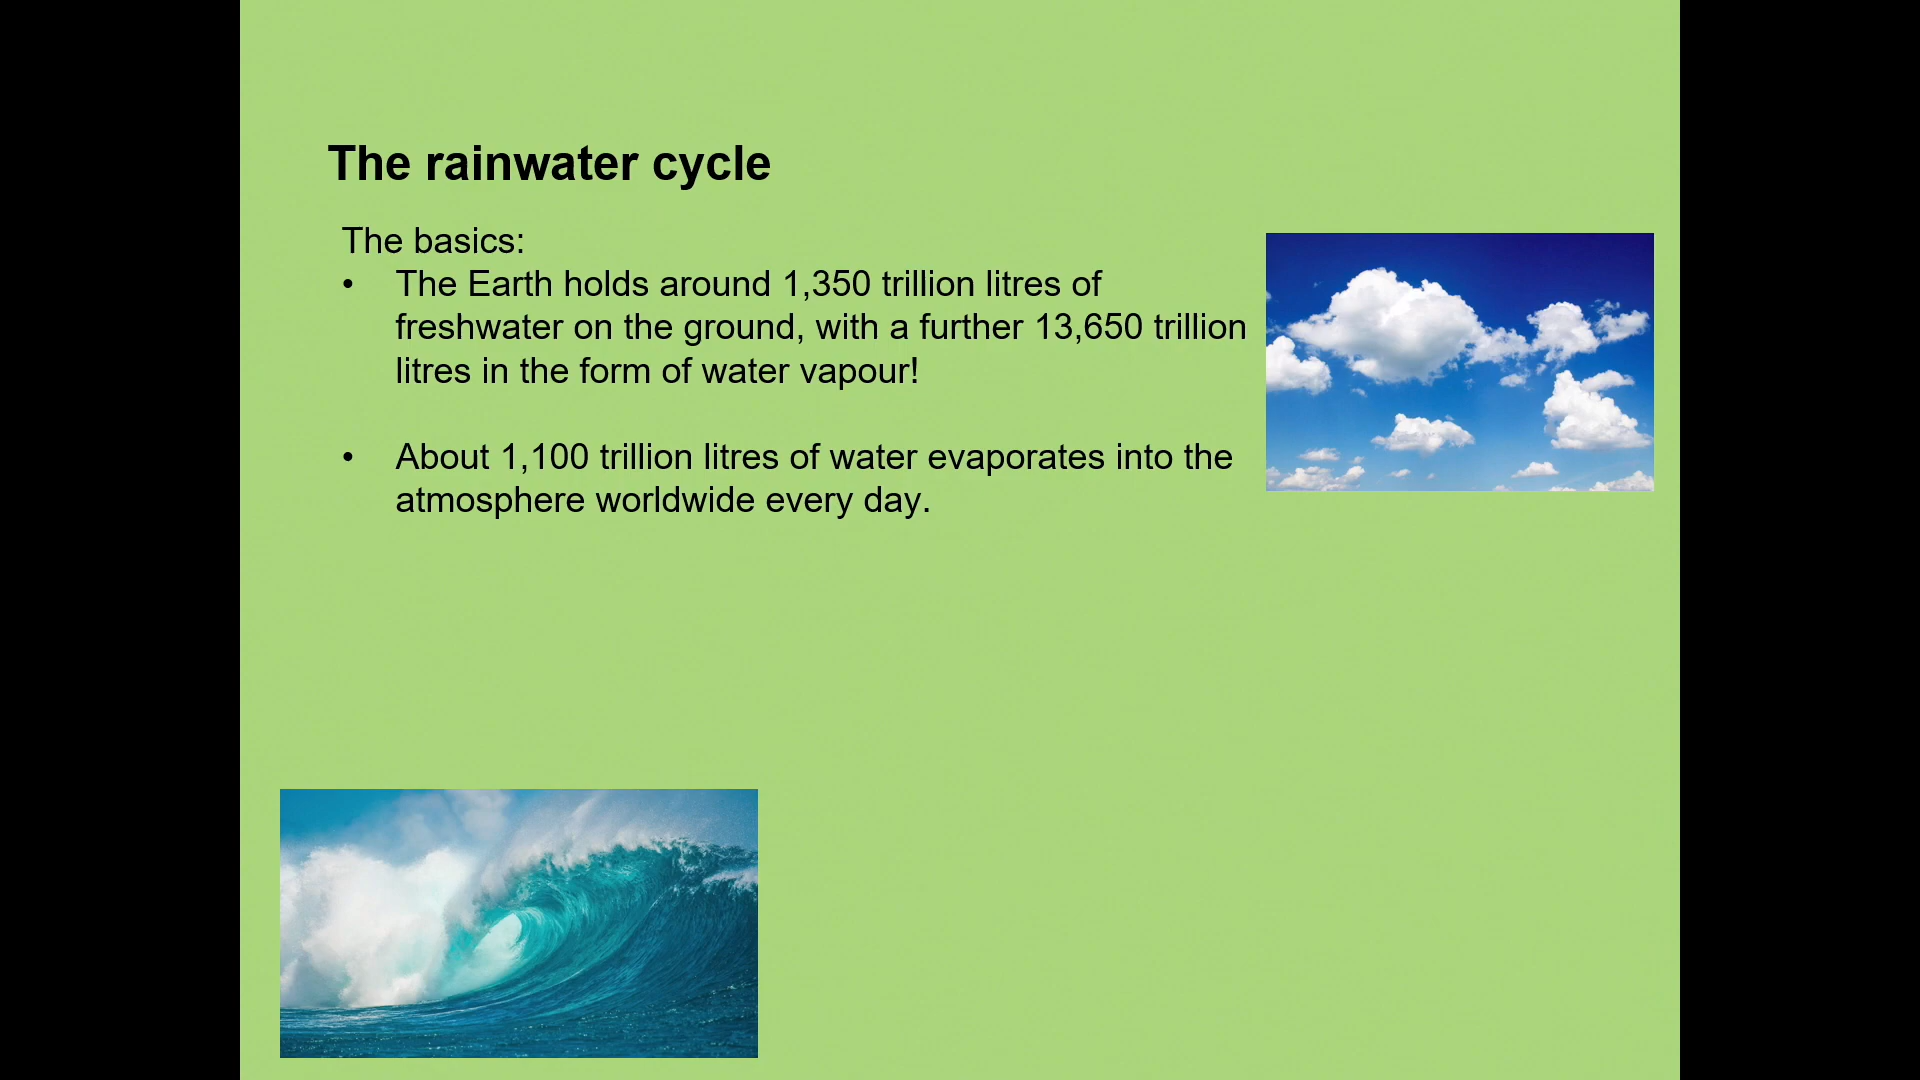 The rainwater cycle
The basics:
• The Earth holds around 1,350 trillion litres of
freshwater on the ground, with a further 13,650 trillion
litres in the form of water vapour!
• About 1,100 trillion litres of water evaporates into the
atmosphere worldwide every day.